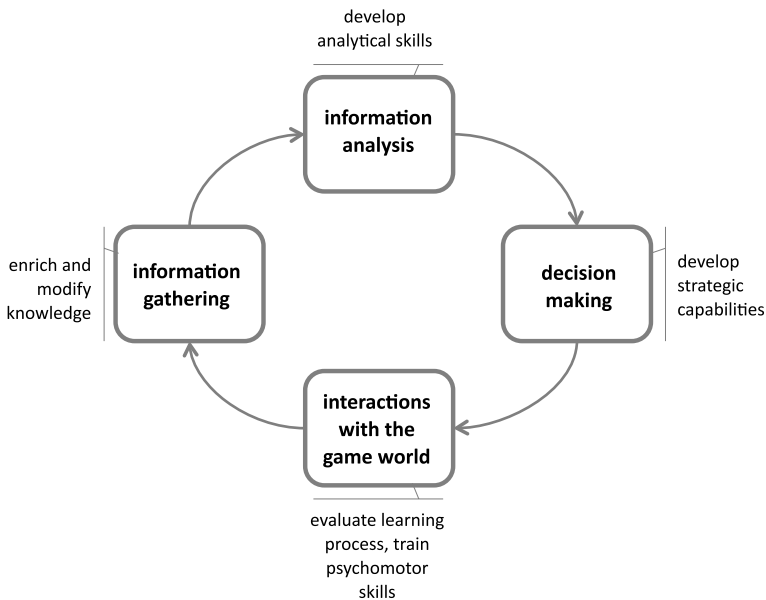 develop
analytical skills
information
analysis
enrich and
modify
knowledge
information
gathering
decision
making
develop
strategic
capabilities
interactions
with the
game world
evaluate learning
process, train
psychomotor
skills